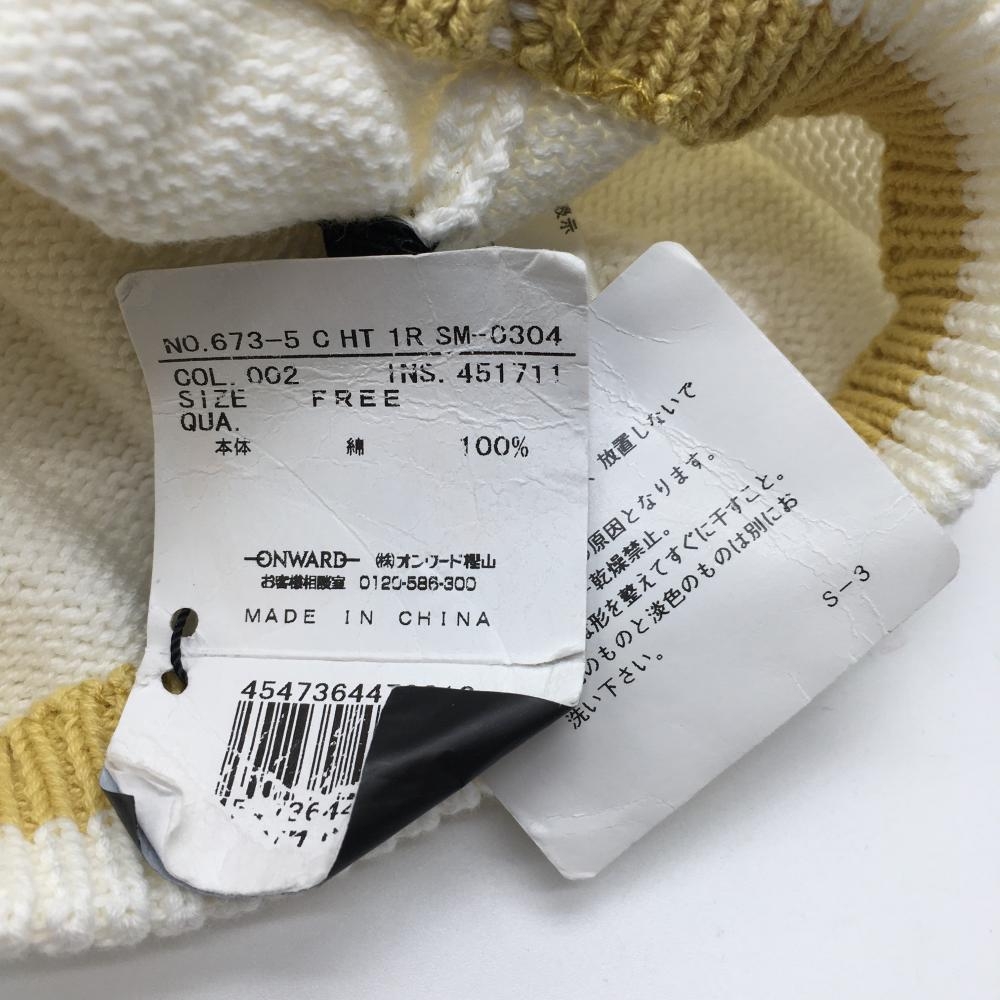 NO.673-5 C HT 1R SM-0304
COL. 002 INS. 451711
SIZE FREE
QUA.
本体 綿 100%
ONWARD (株)オンワード樫山
お客様相談室 0120-586-300
MADE IN CHINA
454736447
表示
、放置しないで
原因となります。
乾燥禁止。
形を整えてすぐに干すこと。
のものと淡色のものは別にお
洗い下さい。
S-3